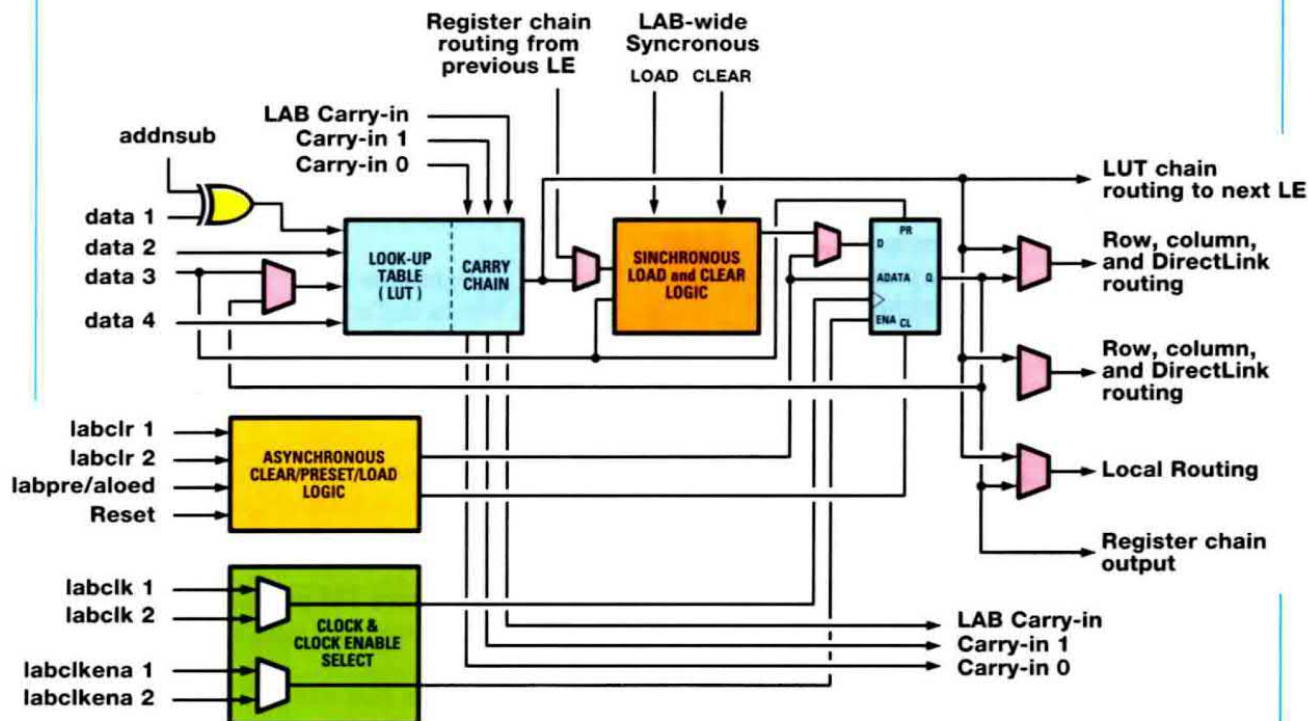 Register chain
routing from
previous LE
LAB-wide
Syncronous
LOAD CLEAR
LAB Carry-in
Carry-in 1
Carry-in 0
addnsub
data 1
data 2
data 3
data 4
LOOK-UP
TABLE
( LUT )
CARRY
CHAIN
SINCHRONOUS
LOAD and CLEAR
LOGIC
PR
D
ADATA
Q
ENA
CL
LUT chain
routing to next LE
Row, column,
and DirectLink
routing
Row, column,
and DirectLink
routing
Local Routing
Register chain
output
labclr 1
labclr 2
labpre/aloed
Reset
ASYNCHRONOUS
CLEAR/PRESET/LOAD
LOGIC
labclk 1
labclk 2
labclkena 1
labclkena 2
CLOCK &
CLOCK ENABLE
SELECT
LAB Carry-in
Carry-in 1
Carry-in 0